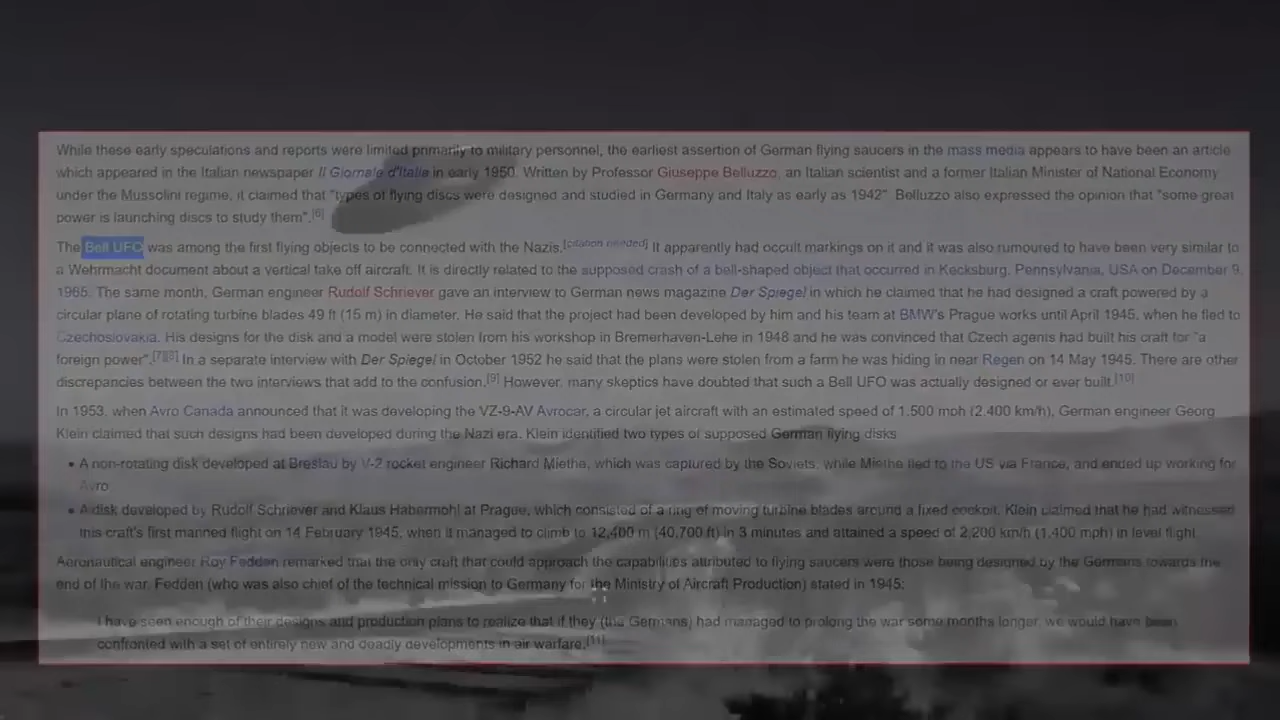 While these early speculations and reports were limited primarily to military personnel, the earliest assertion of German flying saucers in the mass media appears to have been an article
which appeared in the Italian newspaper Il Giornale d'Italia in early 1950. Written by Professor Giuseppe Belluzzo, an Italian scientist and a former Italian Minister of National Economy
under the Mussolini regime, it claimed that "types of flying discs were designed and studied in Germany and Italy as early as 1942". Belluzzo also expressed the opinion that "some great
power is launching discs to study them".[6]
The Bell UFO was among the first flying objects to be connected with the Nazis.[citation needed] It apparently had occult markings on it and it was also rumoured to have been very similar to
a Wehrmacht document about a vertical take off aircraft. It is directly related to the supposed crash of a bell-shaped object that occurred in Kecksburg, Pennsylvania, USA on December 9,
1965. The same month, German engineer Rudolf Schriever gave an interview to German news magazine Der Spiegel in which he claimed that he had designed a craft powered by a
circular plane of rotating turbine blades 49 ft (15 m) in diameter. He said that the project had been developed by him and his team at BMW's Prague works until April 1945, when he fled to
Czechoslovakia. His designs for the disk and a model were stolen from his workshop in Bremerhaven-Lehe in 1948 and he was convinced that Czech agents had built his craft for "a
foreign power".[7][8] In a separate interview with Der Spiegel in October 1952 he said that the plans were stolen from a farm he was hiding in near Regen on 14 May 1945. There are other
discrepancies between the two interviews that add to the confusion.[9] However, many skeptics have doubted that such a Bell UFO was actually designed or ever built.[10]
In 1953, when Avro Canada announced that it was developing the VZ-9-AV Avrocar, a circular jet aircraft with an estimated speed of 1,500 mph (2,400 km/h), German engineer Georg
Klein claimed that such designs had been developed during the Nazi era. Klein identified two types of supposed German flying disks
• A non-rotating disk developed at Breslau by V-2 rocket engineer Richard Miethe, which was captured by the Soviets, while Miethe fled to the US via France, and ended up working for
Avro.
• A disk developed by Rudolf Schriever and Klaus Habermohl at Prague, which consisted of a ring of moving turbine blades around a fixed cockpit. Klein claimed that he had witnessed
this craft's first manned flight on 14 February 1945, when it managed to climb to 12,400 m (40,700 ft) in 3 minutes and attained a speed of 2,200 km/h (1,400 mph) in level flight.
Aeronautical engineer Roy Fedden remarked that the only craft that could approach the capabilities attributed to flying saucers were those being designed by the Germans towards the
end of the war. Fedden (who was also chief of the technical mission to Germany for the Ministry of Aircraft Production) stated in 1945:
I have seen enough of their designs and production plans to realize that if they (the Germans) had managed to prolong the war some months longer, we would have been
confronted with a set of entirely new and deadly developments in air warfare.[11]